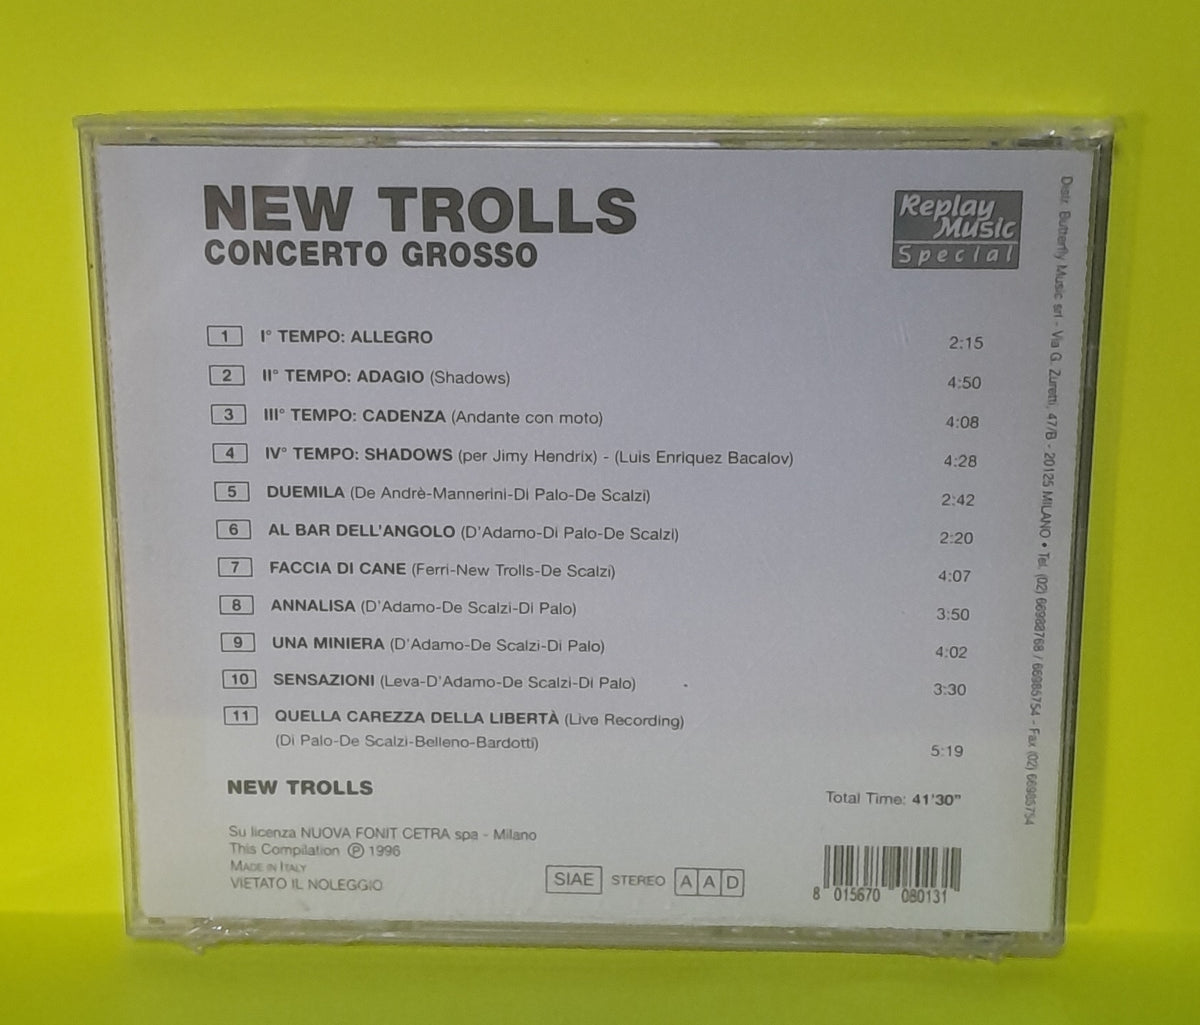 NEW TROLLS
CONCERTO GROSSO
Replay
Music
Special
1 I° TEMPO: ALLEGRO 2:15
2 II° TEMPO: ADAGIO (Shadows) 4:50
3 III° TEMPO: CADENZA (Andante con moto) 4:08
4 IV° TEMPO: SHADOWS (per Jimy Hendrix) - (Luis Enriquez Bacalov) 4:28
5 DUEMILA (De Andrè-Mannerini-Di Palo-De Scalzi) 2:42
6 AL BAR DELL'ANGOLO (D'Adamo-Di Palo-De Scalzi) 2:20
7 FACCIA DI CANE (Ferri-New Trolls-De Scalzi) 4:07
8 ANNALISA (D'Adamo-De Scalzi-Di Palo) 3:50
9 UNA MINIERA (D'Adamo-De Scalzi-Di Palo) 4:02
10 SENSAZIONI (Leva-D'Adamo-De Scalzi-Di Palo) 3:30
11 QUELLA CAREZZA DELLA LIBERTÀ (Live Recording)
(Di Palo-De Scalzi-Belleno-Bardotti) 5:19
NEW TROLLS
Total Time: 41'30"
Su licenza NUOVA FONIT CETRA spa - Milano
This Compilation Ⓟ 1996
MADE IN ITALY
VIETATO IL NOLEGGIO
SIAE STEREO AAD
8 015670 080131
Distr. Butterfly Music srl - Via G. Zuretti, 47/B - 20125 MILANO • Tel. (02) 66988768 / 66985754 - Fax (02) 66985754